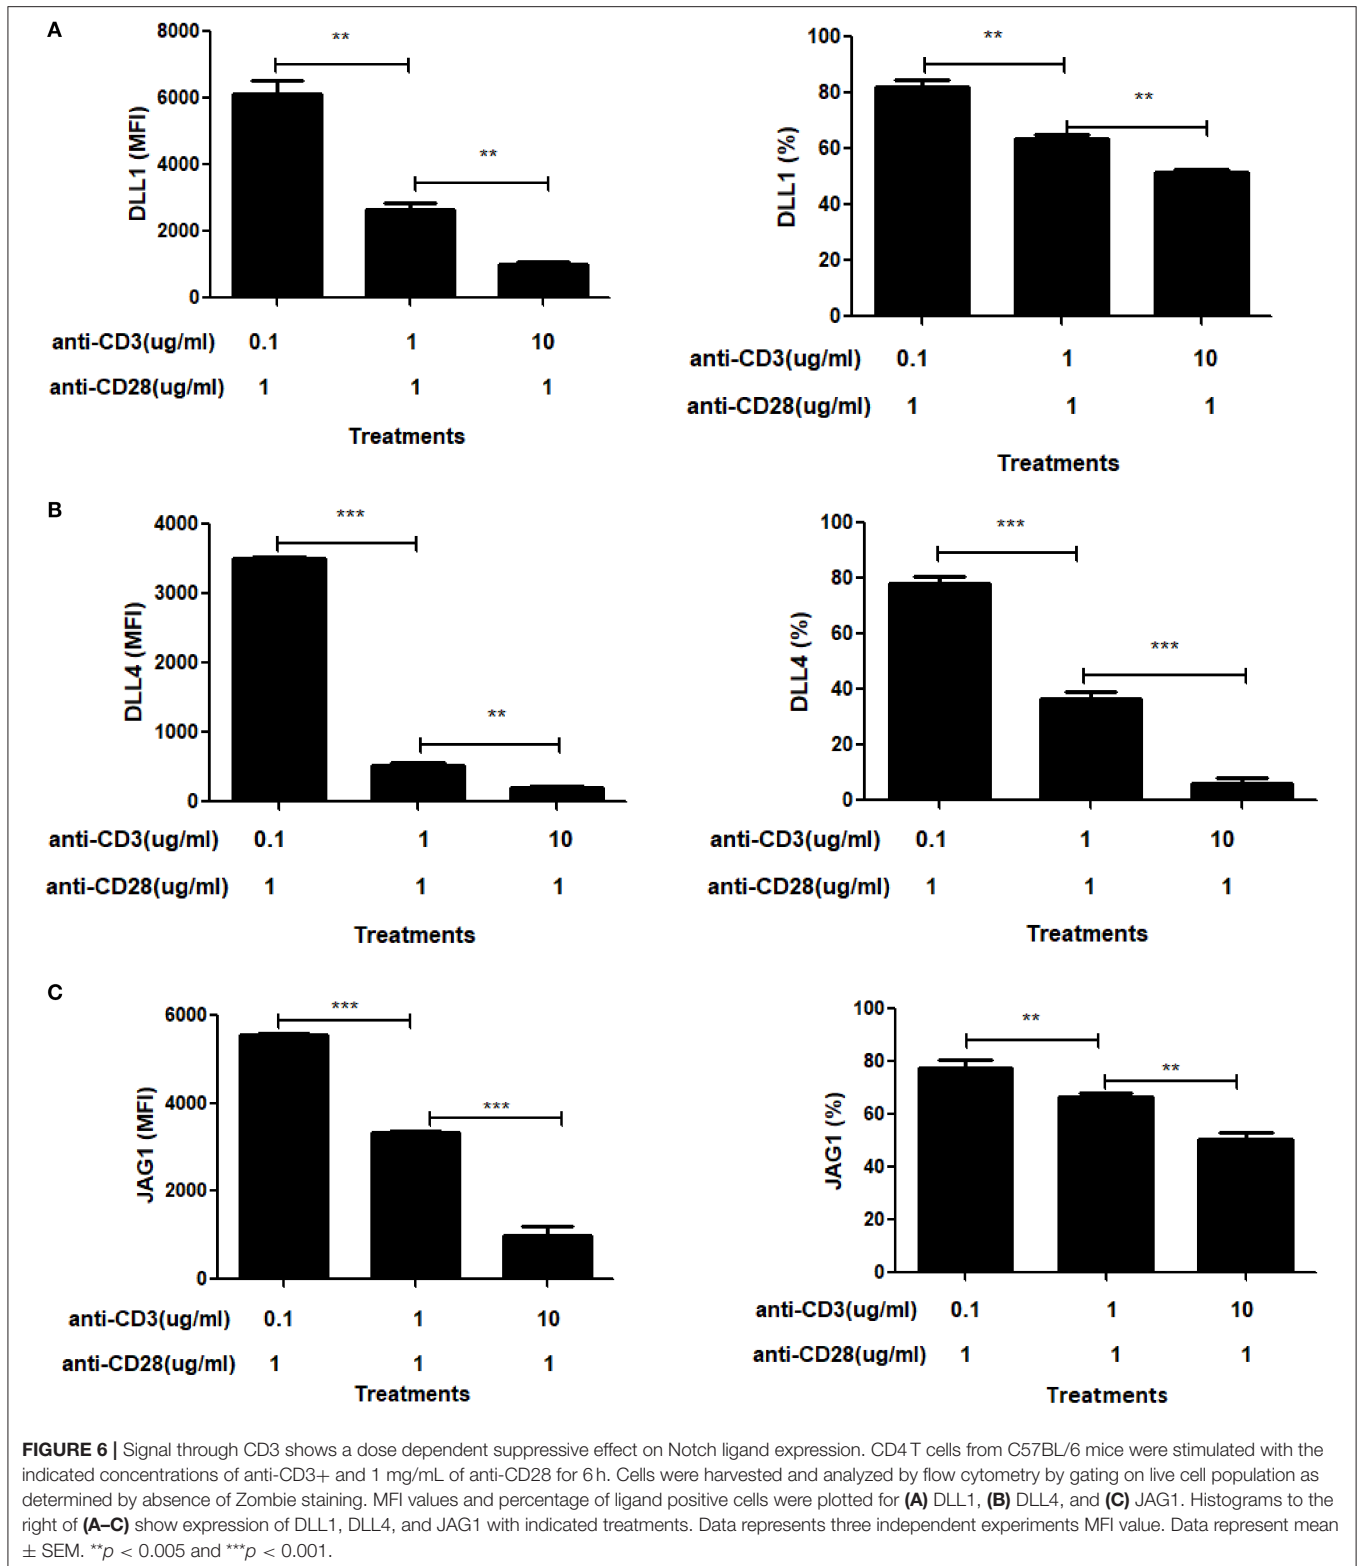 A
8000
6000
4000
2000
0
DLL1 (MFI)
**
**
anti-CD3(ug/ml) 0.1 1 10
anti-CD28(ug/ml) 1 1 1
Treatments
100
80
60
40
20
0
DLL1 (%)
**
**
anti-CD3(ug/ml) 0.1 1 10
anti-CD28(ug/ml) 1 1 1
Treatments
B
4000
3000
2000
1000
0
DLL4 (MFI)
***
**
anti-CD3(ug/ml) 0.1 1 10
anti-CD28(ug/ml) 1 1 1
Treatments
100
80
60
40
20
0
DLL4 (%)
***
***
anti-CD3(ug/ml) 0.1 1 10
anti-CD28(ug/ml) 1 1 1
Treatments
C
6000
4000
2000
0
JAG1 (MFI)
***
***
anti-CD3(ug/ml) 0.1 1 10
anti-CD28(ug/ml) 1 1 1
Treatments
100
80
60
40
20
0
JAG1 (%)
**
**
anti-CD3(ug/ml) 0.1 1 10
anti-CD28(ug/ml) 1 1 1
Treatments
FIGURE 6 | Signal through CD3 shows a dose dependent suppressive effect on Notch ligand expression. CD4 T cells from C57BL/6 mice were stimulated with the
indicated concentrations of anti-CD3+ and 1 mg/mL of anti-CD28 for 6 h. Cells were harvested and analyzed by flow cytometry by gating on live cell population as
determined by absence of Zombie staining. MFI values and percentage of ligand positive cells were plotted for (A) DLL1, (B) DLL4, and (C) JAG1. Histograms to the
right of (A–C) show expression of DLL1, DLL4, and JAG1 with indicated treatments. Data represents three independent experiments MFI value. Data represent mean
± SEM. **p < 0.005 and ***p < 0.001.